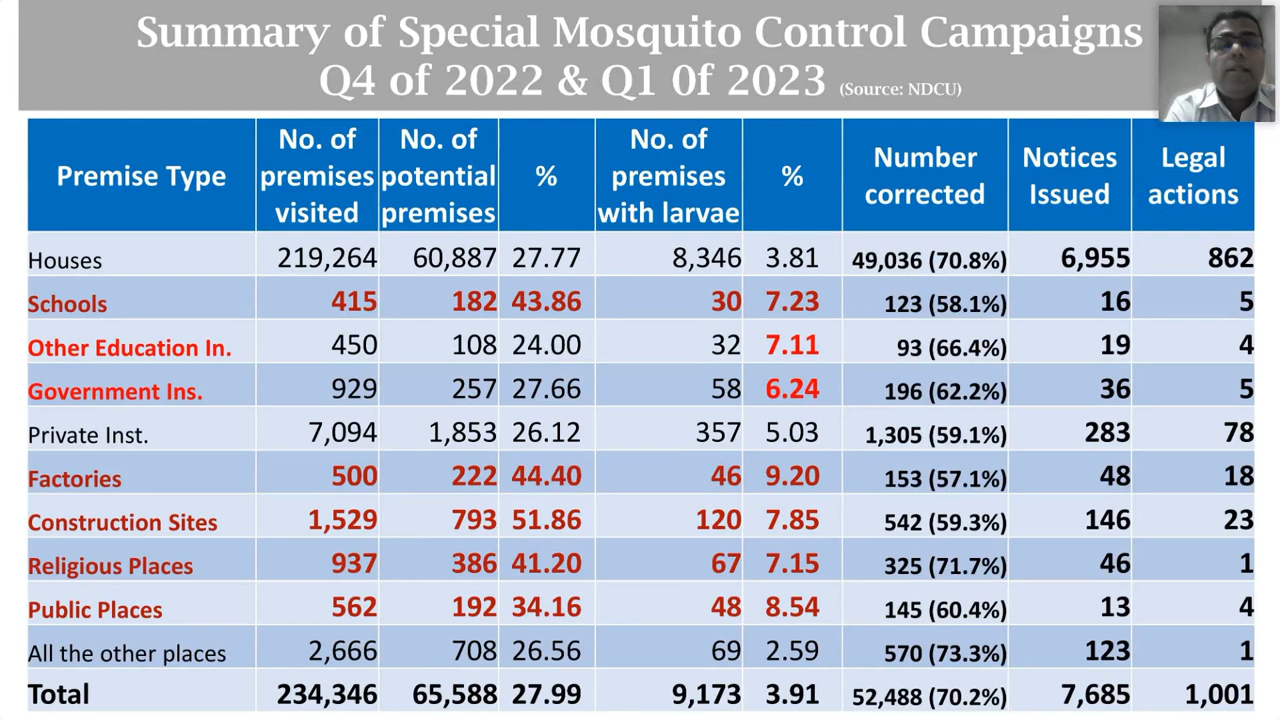 Summary of Special Mosquito Control Campaigns
Q4 of 2022 & Q1 0f 2023 (Source: NDCU)
Premise Type No. of premises visited No. of potential premises % No. of premises with larvae % Number corrected Notices Issued Legal actions
Houses 219,264 60,887 27.77 8,346 3.81 49,036 (70.8%) 6,955 862
Schools 415 182 43.86 30 7.23 123 (58.1%) 16 5
Other Education In. 450 108 24.00 32 7.11 93 (66.4%) 19 4
Government Ins. 929 257 27.66 58 6.24 196 (62.2%) 36 5
Private Inst. 7,094 1,853 26.12 357 5.03 1,305 (59.1%) 283 78
Factories 500 222 44.40 46 9.20 153 (57.1%) 48 18
Construction Sites 1,529 793 51.86 120 7.85 542 (59.3%) 146 23
Religious Places 937 386 41.20 67 7.15 325 (71.7%) 46 1
Public Places 562 192 34.16 48 8.54 145 (60.4%) 13 4
All the other places 2,666 708 26.56 69 2.59 570 (73.3%) 123 1
Total 234,346 65,588 27.99 9,173 3.91 52,488 (70.2%) 7,685 1,001